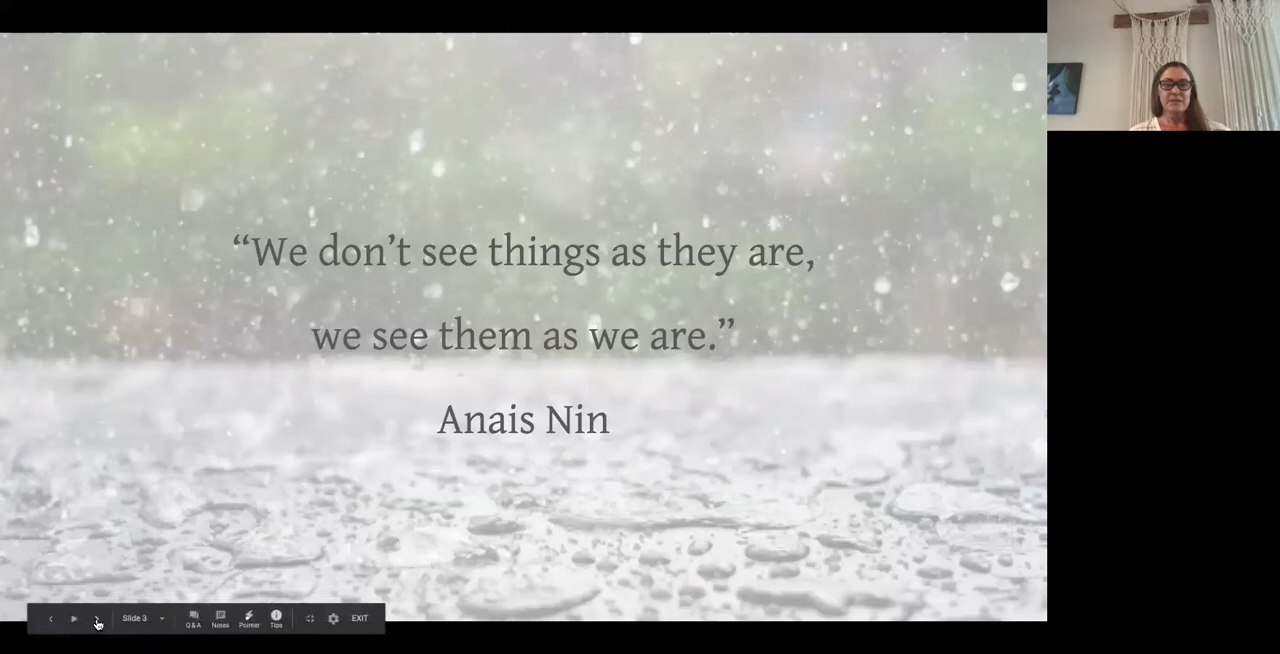 “We don’t see things as they are,
we see them as we are.”
Anais Nin
Slide 3
Q & A Notes Pointer Tips EXIT